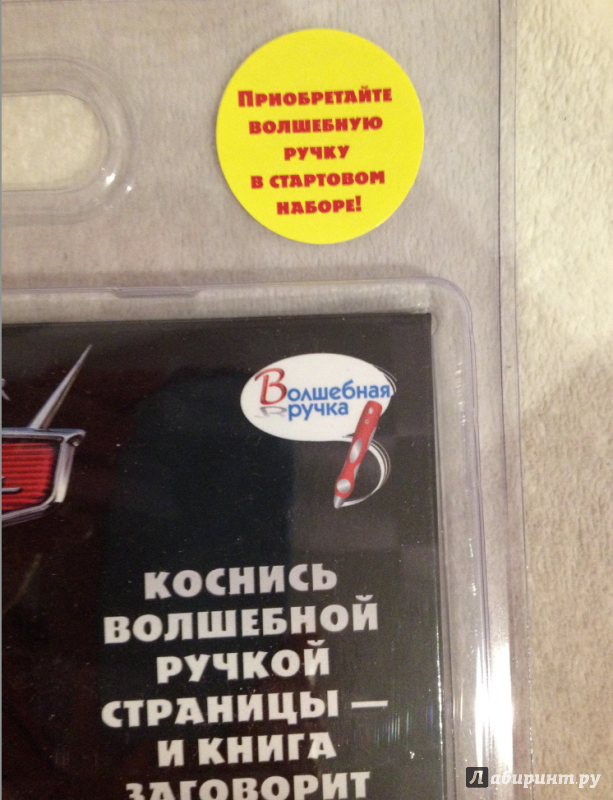 Приобретайте
волшебную
ручку
в стартовом
наборе!
Волшебная
ручка
КОСНИСЬ
ВОЛШЕБНОЙ
РУЧКОЙ
СТРАНИЦЫ —
И КНИГА
ЗАГОВОРИТ
Лабиринт.ру